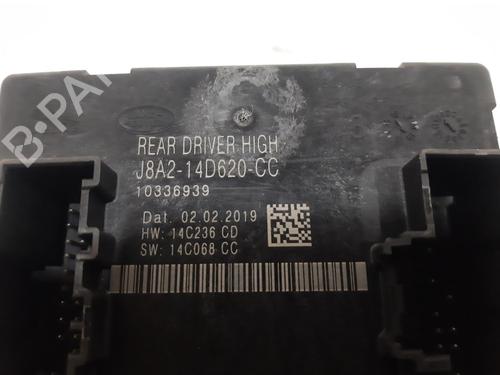 B-PA
REAR DRIVER HIGH
J8A2-14D620-CC
10336939
Dat. 02.02.2019
HW: 14C236 CD
SW: 14C068 CC